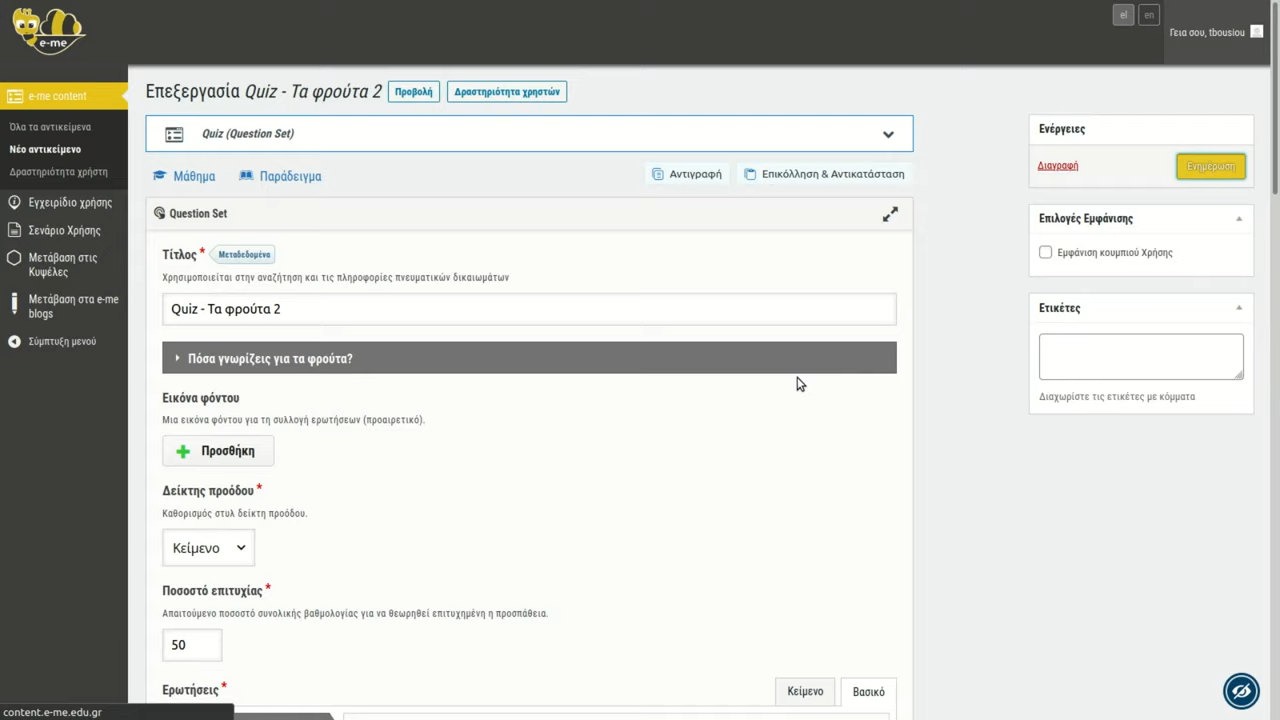 e-me
el
en
Γεια σου, tbousiou
e-me content
Όλα τα αντικείμενα
Νέο αντικείμενο
Δραστηριότητα χρήστη
Εγχειρίδιο χρήσης
Σενάριο Χρήσης
Μετάβαση στις
Κυψέλες
Μετάβαση στα e-me
blogs
Σύμπτυξη μενού
Επεξεργασία Quiz - Τα φρούτα 2
Προβολή
Δραστηριότητα χρηστών
Quiz (Question Set)
Μάθημα
Παράδειγμα
Αντιγραφή
Επικόλληση & Αντικατάσταση
Question Set
Τίτλος *
Μεταδεδομένα
Χρησιμοποιείται στην αναζήτηση και τις πληροφορίες πνευματικών δικαιωμάτων
Quiz - Τα φρούτα 2
Πόσα γνωρίζεις για τα φρούτα?
Εικόνα φόντου
Μια εικόνα φόντου για τη συλλογή ερωτήσεων (προαιρετικό).
Προσθήκη
Δείκτης προόδου *
Καθορισμός στυλ δείκτη προόδου.
Κείμενο
Ποσοστό επιτυχίας *
Απαιτούμενο ποσοστό συνολικής βαθμολογίας για να θεωρηθεί επιτυχημένη η προσπάθεια.
50
Ερωτήσεις *
Κείμενο
Βασικό
Ενέργειες
Διαγραφή
Ενημέρωση
Επιλογές Εμφάνισης
Εμφάνιση κουμπιού Χρήσης
Ετικέτες
Διαχωρίστε τις ετικέτες με κόμματα
content.e-me.edu.gr